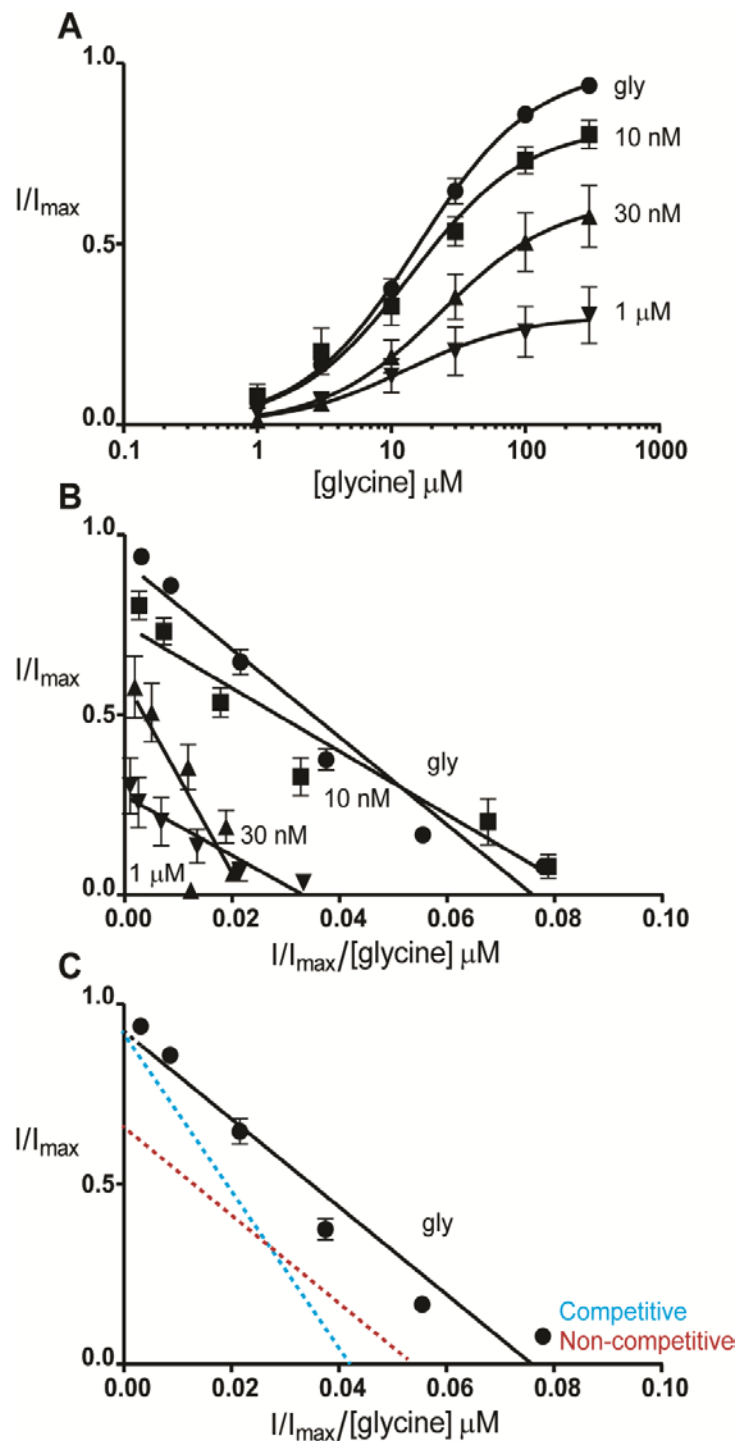 A
1.0
gly
10 nM
I/Imax
0.5
30 nM
1 μM
0.0
0.1 1 10 100 1000
[glycine] μM
B
1.0
I/Imax
0.5
gly
10 nM
30 nM
1 μM
0.0
0.00 0.02 0.04 0.06 0.08 0.10
I/Imax/[glycine] μM
C
1.0
I/Imax
0.5
gly
Competitive
Non-competitive
0.0
0.00 0.02 0.04 0.06 0.08 0.10
I/Imax/[glycine] μM